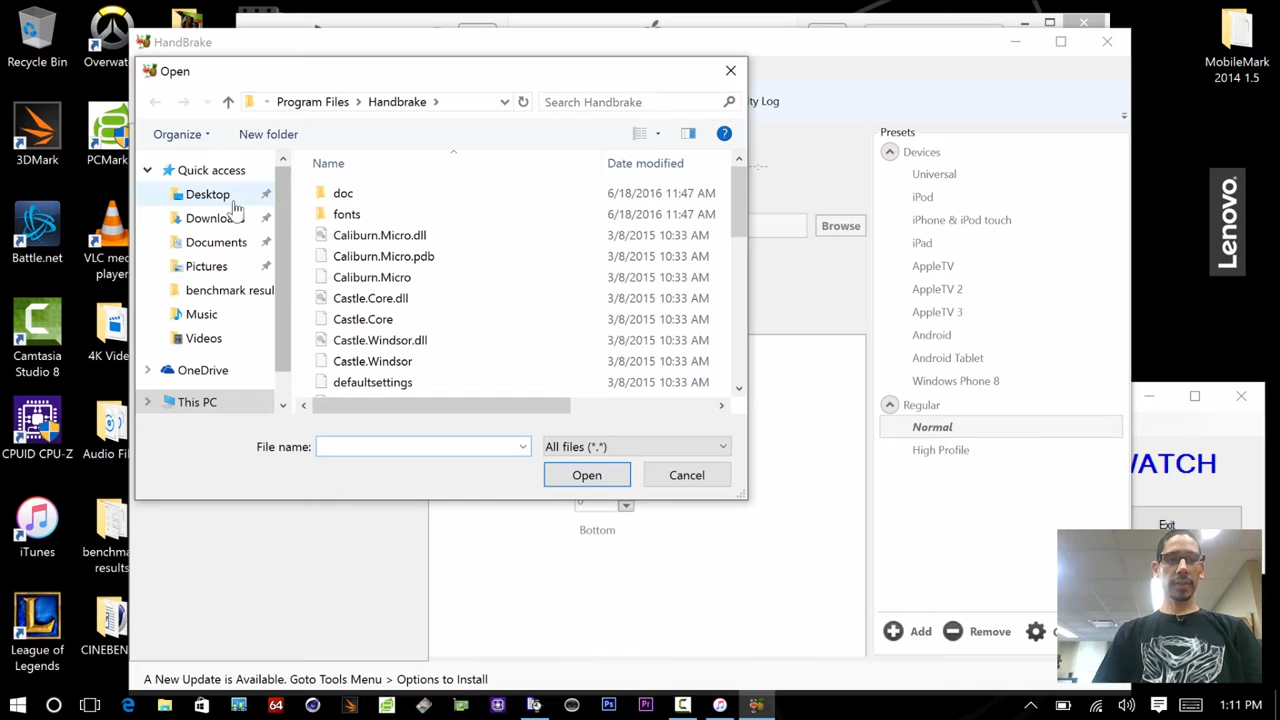 Recycle Bin
Overwat
MobileMark
2014 1.5
HandBrake
Open
Program Files
Handbrake
Search Handbrake
ty Log
Organize
New folder
3DMark
PCMark
Quick access
Desktop
Documents
Pictures
benchmark resul
Music
Videos
OneDrive
This PC
Name
Date modified
doc 6/18/2016 11:47 AM
fonts 6/18/2016 11:47 AM
Caliburn.Micro.dll 3/8/2015 10:33 AM
Caliburn.Micro.pdb 3/8/2015 10:33 AM
Caliburn.Micro 3/8/2015 10:33 AM
Castle.Core.dll 3/8/2015 10:33 AM
Castle.Core 3/8/2015 10:33 AM
Castle.Windsor.dll 3/8/2015 10:33 AM
Castle.Windsor 3/8/2015 10:33 AM
defaultsettings 3/8/2015 10:33 AM
File name:
All files (*.*)
Open
Cancel
Browse
Presets
Devices
Universal
iPod
iPhone & iPod touch
iPad
AppleTV
AppleTV 2
AppleTV 3
Android
Android Tablet
Windows Phone 8
Regular
Normal
High Profile
Add
Remove
Bottom
Lenovo
WATCH
Exit
Battle.net
VLC med
player
Camtasia
Studio 8
4K Vide
CPUID CPU-Z
Audio Fil
iTunes
benchma
results
League of
Legends
CINEBEN
A New Update is Available. Goto Tools Menu > Options to Install
64
Ps
Pr
1:11 PM